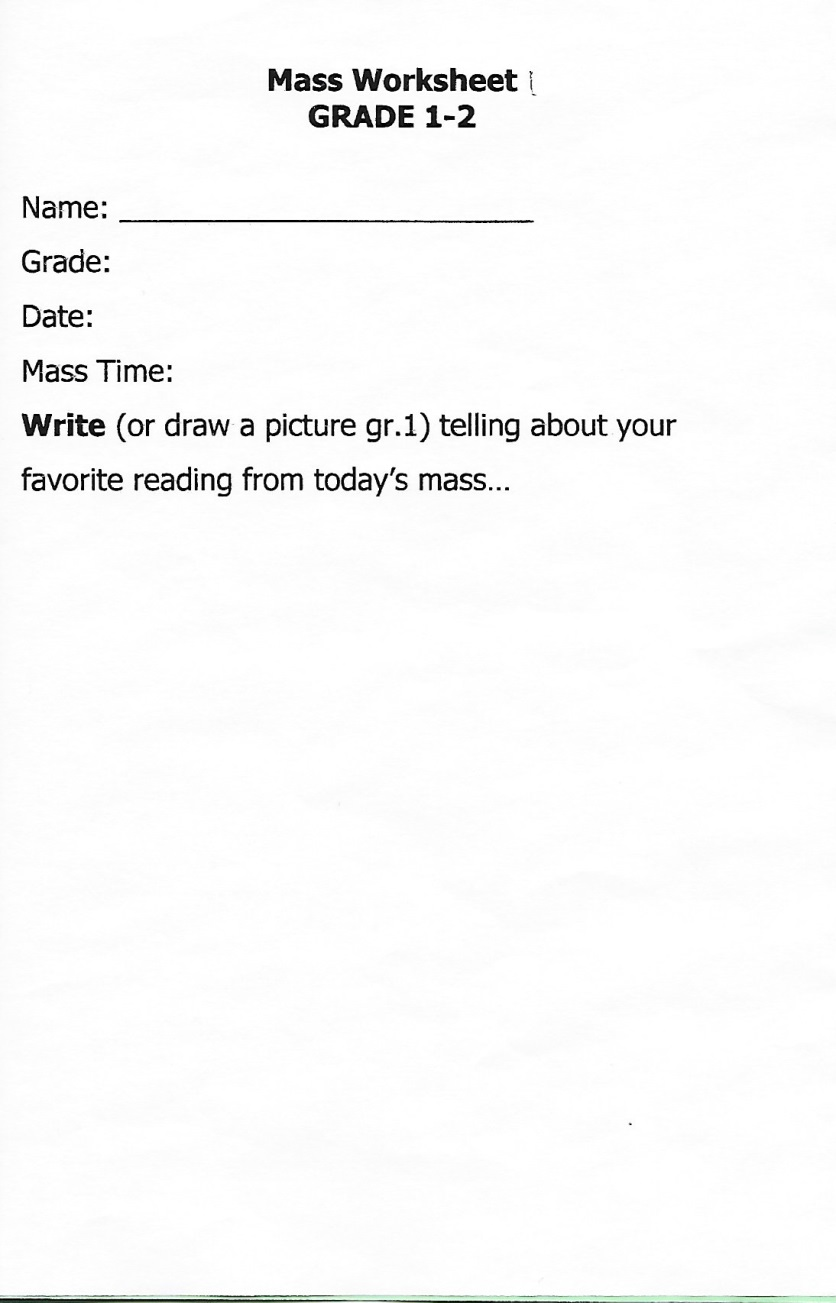 Mass Worksheet
GRADE 1-2
Name: ______________________________
Grade:
Date:
Mass Time:
Write (or draw a picture gr.1) telling about your
favorite reading from today's mass...